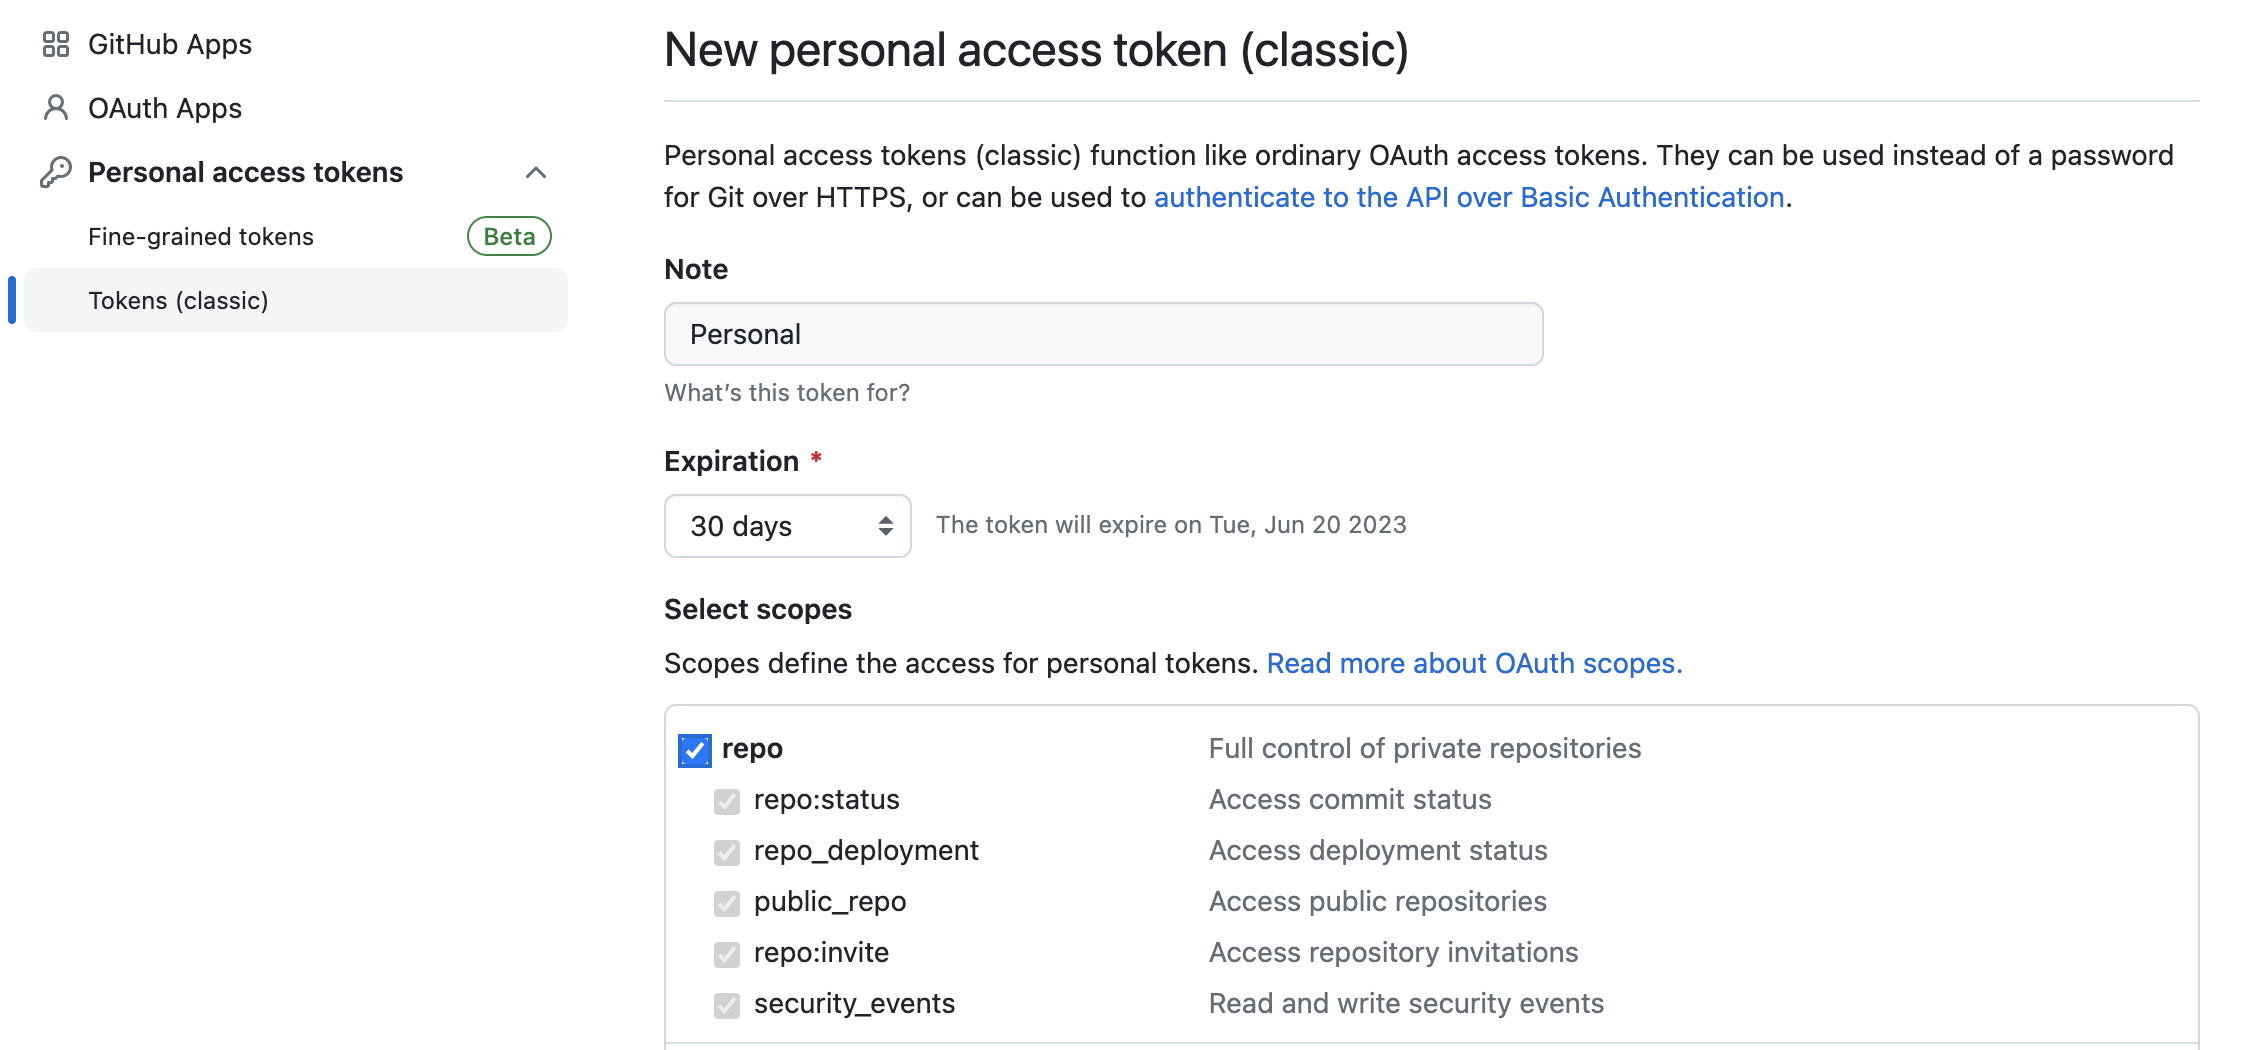 GitHub Apps
OAuth Apps
Personal access tokens
Fine-grained tokens Beta
Tokens (classic)
New personal access token (classic)
Personal access tokens (classic) function like ordinary OAuth access tokens. They can be used instead of a password
for Git over HTTPS, or can be used to authenticate to the API over Basic Authentication.
Note
Personal
What's this token for?
Expiration *
30 days The token will expire on Tue, Jun 20 2023
Select scopes
Scopes define the access for personal tokens. Read more about OAuth scopes.
repo Full control of private repositories
repo:status Access commit status
repo_deployment Access deployment status
public_repo Access public repositories
repo:invite Access repository invitations
security_events Read and write security events